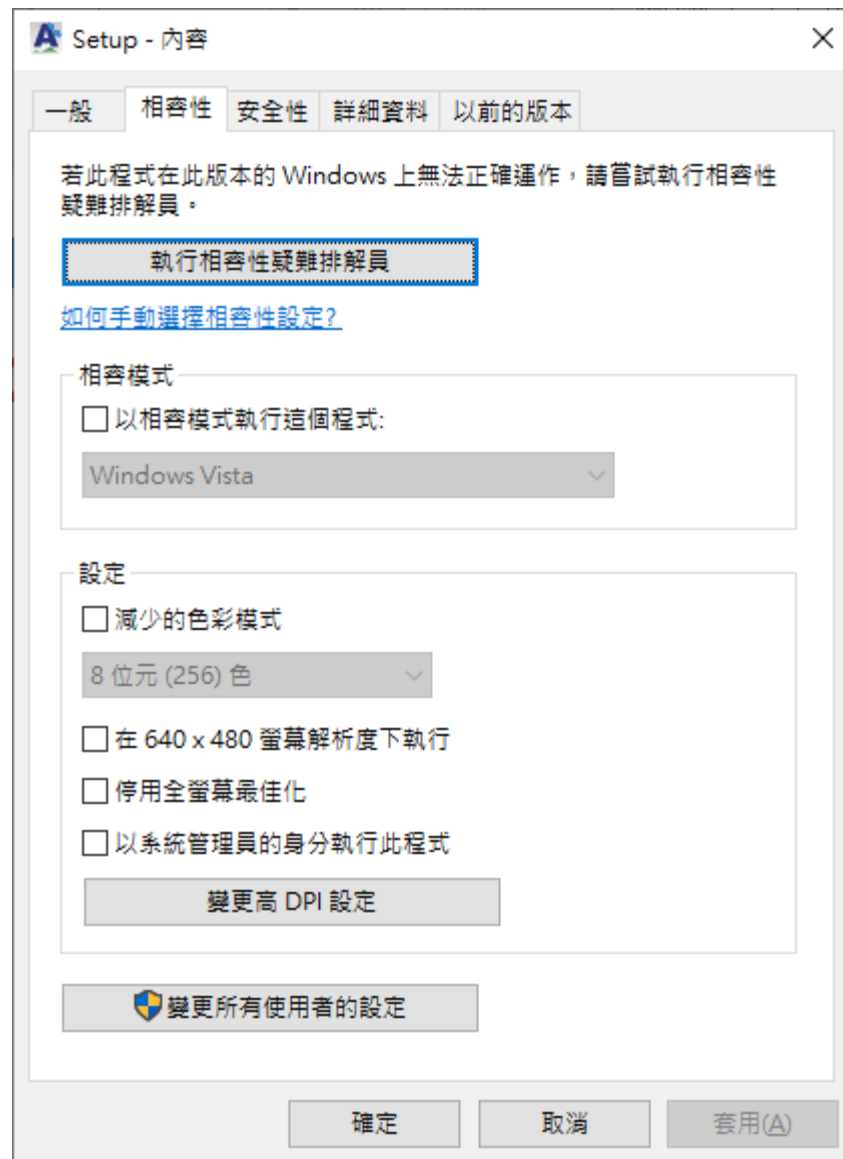 Setup - 內容
一般 相容性 安全性 詳細資料 以前的版本
若此程式在此版本的 Windows 上無法正確運作，請嘗試執行相容性
疑難排解員。
執行相容性疑難排解員
如何手動選擇相容性設定?
相容模式
以相容模式執行這個程式:
Windows Vista
設定
減少的色彩模式
8 位元 (256) 色
在 640 x 480 螢幕解析度下執行
停用全螢幕最佳化
以系統管理員的身分執行此程式
變更高 DPI 設定
變更所有使用者的設定
確定 取消 套用(A)